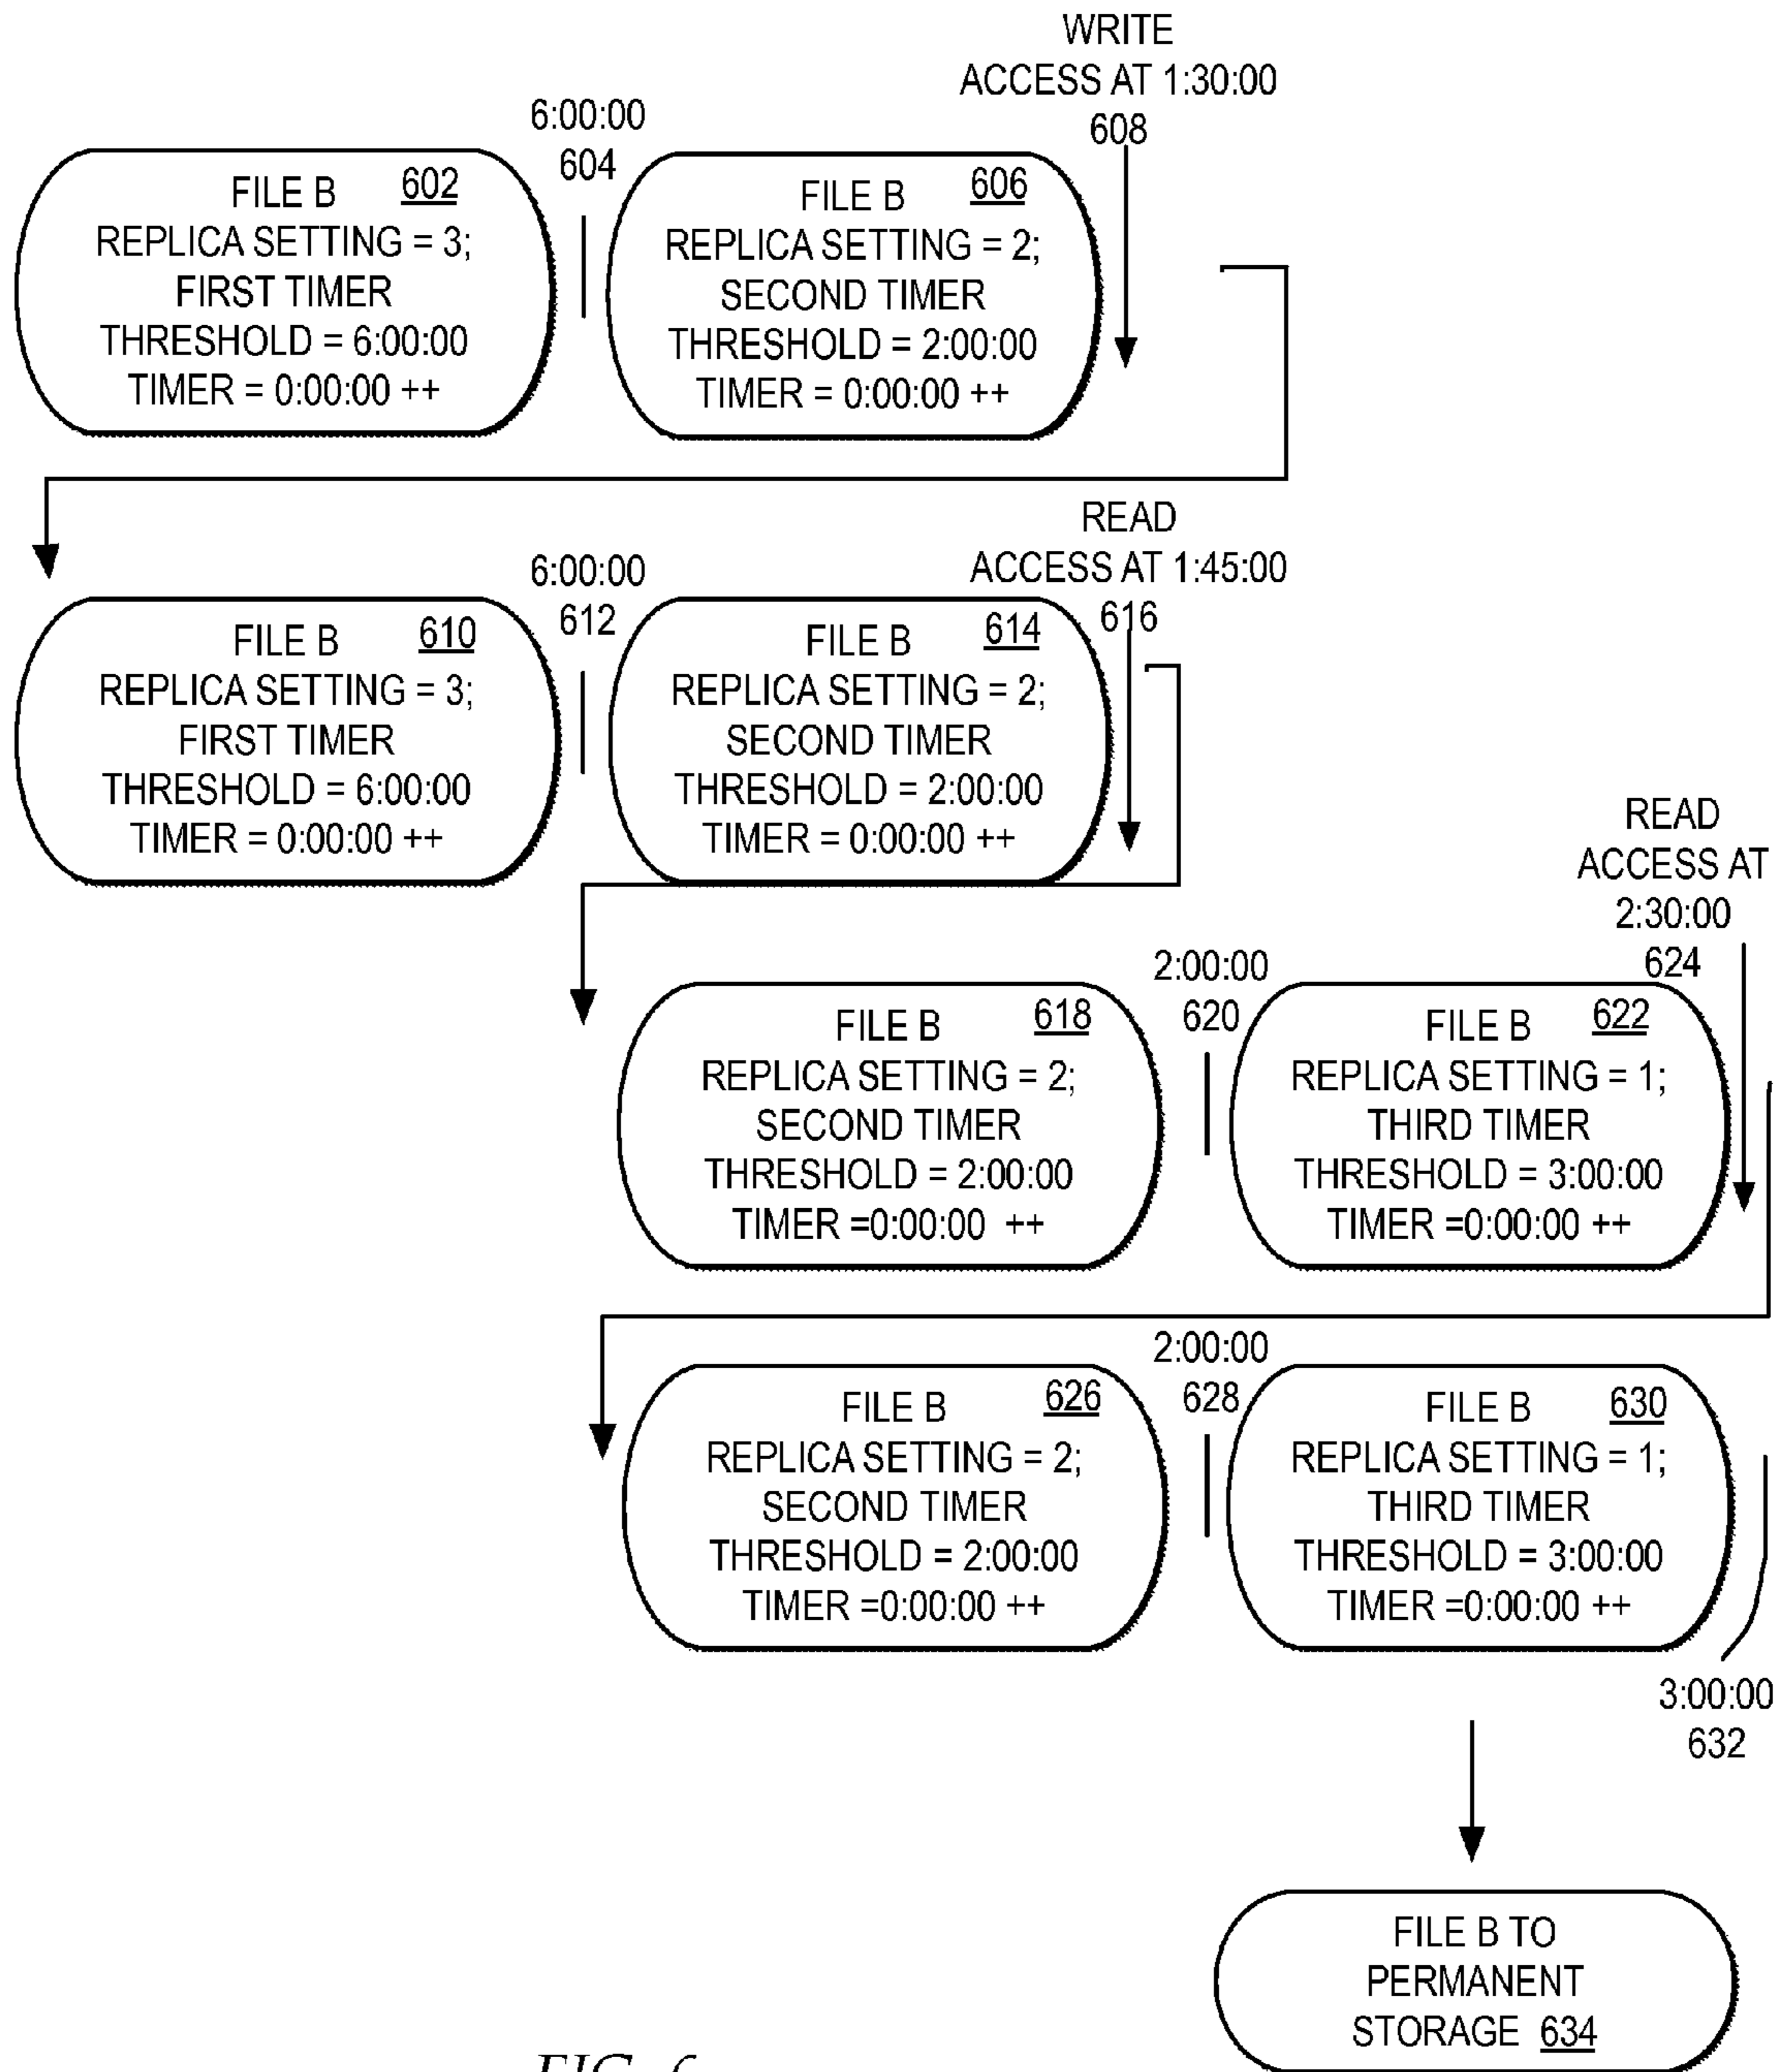 WRITE
ACCESS AT 1:30:00
608
6:00:00
604
FILE B 602
REPLICA SETTING = 3;
FIRST TIMER
THRESHOLD = 6:00:00
TIMER = 0:00:00 ++
FILE B 606
REPLICA SETTING = 2;
SECOND TIMER
THRESHOLD = 2:00:00
TIMER = 0:00:00 ++
READ
ACCESS AT 1:45:00
616
6:00:00
612
FILE B 610
REPLICA SETTING = 3;
FIRST TIMER
THRESHOLD = 6:00:00
TIMER = 0:00:00 ++
FILE B 614
REPLICA SETTING = 2;
SECOND TIMER
THRESHOLD = 2:00:00
TIMER = 0:00:00 ++
READ
ACCESS AT
2:30:00
624
2:00:00
620
FILE B 618
REPLICA SETTING = 2;
SECOND TIMER
THRESHOLD = 2:00:00
TIMER =0:00:00 ++
FILE B 622
REPLICA SETTING = 1;
THIRD TIMER
THRESHOLD = 3:00:00
TIMER =0:00:00 ++
2:00:00
628
FILE B 626
REPLICA SETTING = 2;
SECOND TIMER
THRESHOLD = 2:00:00
TIMER =0:00:00 ++
FILE B 630
REPLICA SETTING = 1;
THIRD TIMER
THRESHOLD = 3:00:00
TIMER =0:00:00 ++
3:00:00
632
FILE B TO
PERMANENT
STORAGE 634
FIG. 6